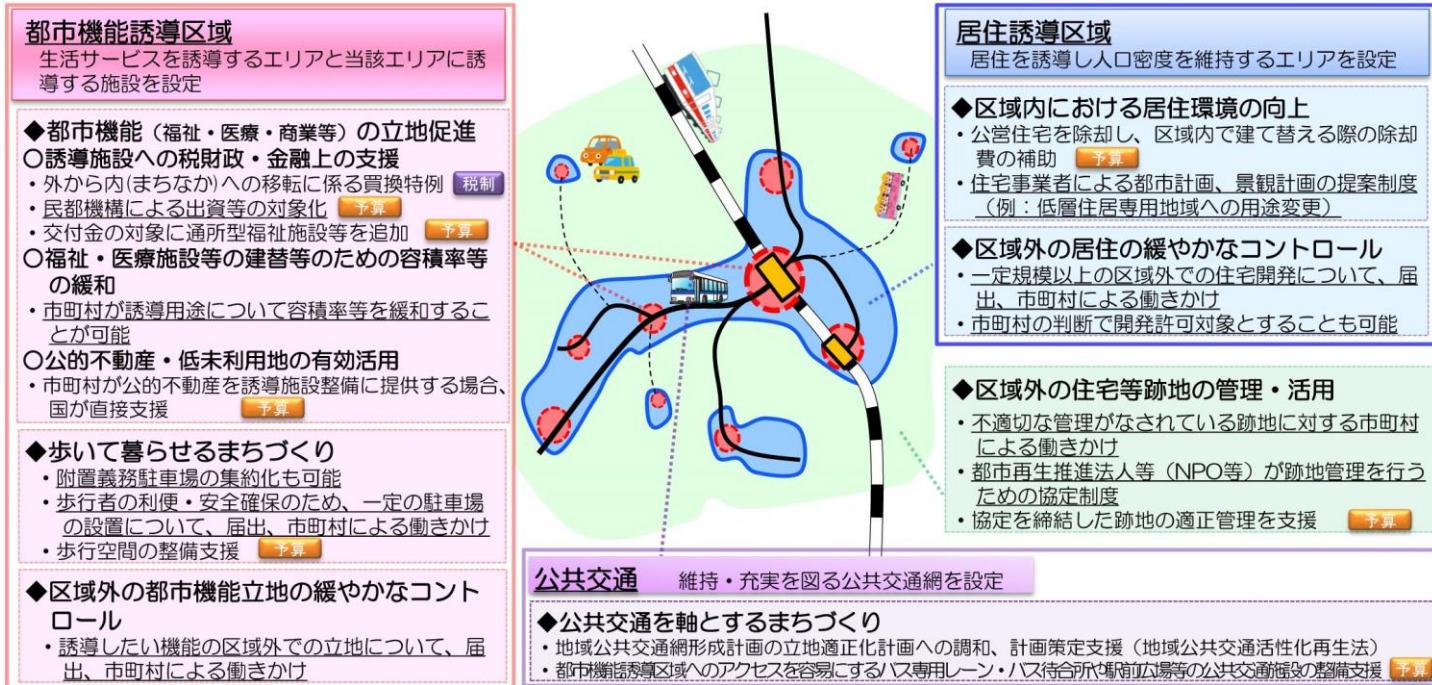 都市機能誘導区域
生活サービスを誘導するエリアと当該エリアに誘
導する施設を設定
◆都市機能（福祉・医療・商業等）の立地促進
○誘導施設への税財政・金融上の支援
・外から内(まちなか)への移転に係る買換特例 税制
・民都機構による出資等の対象化 予算
・交付金の対象に通所型福祉施設等を追加 予算
○福祉・医療施設等の建替等のための容積率等
の緩和
・市町村が誘導用途について容積率等を緩和するこ
とが可能
○公的不動産・低未利用地の有効活用
・市町村が公的不動産を誘導施設整備に提供する場合、
国が直接支援 予算
◆歩いて暮らせるまちづくり
・附置義務駐車場の集約化も可能
・歩行者の利便・安全確保のため、一定の駐車場
の設置について、届出、市町村による働きかけ
・歩行空間の整備支援 予算
◆区域外の都市機能立地の緩やかなコント
ロール
・誘導したい機能の区域外での立地について、届
出、市町村による働きかけ
居住誘導区域
居住を誘導し人口密度を維持するエリアを設定
◆区域内における居住環境の向上
・公営住宅を除却し、区域内で建て替える際の除却
費の補助 予算
・住宅事業者による都市計画、景観計画の提案制度
（例：低層住居専用地域への用途変更）
◆区域外の居住の緩やかなコントロール
・一定規模以上の区域外での住宅開発について、届
出、市町村による働きかけ
・市町村の判断で開発許可対象とすることも可能
◆区域外の住宅等跡地の管理・活用
・不適切な管理がなされている跡地に対する市町村
による働きかけ
・都市再生推進法人等（NPO等）が跡地管理を行う
ための協定制度
・協定を締結した跡地の適正管理を支援 予算
公共交通 維持・充実を図る公共交通網を設定
◆公共交通を軸とするまちづくり
・地域公共交通網形成計画の立地適正化計画への調和、計画策定支援（地域公共交通活性化再生法）
・都市機能誘導区域へのアクセスを容易にするバス専用レーン・バス待合所や駅前広場等の公共交通施設の整備支援 予算